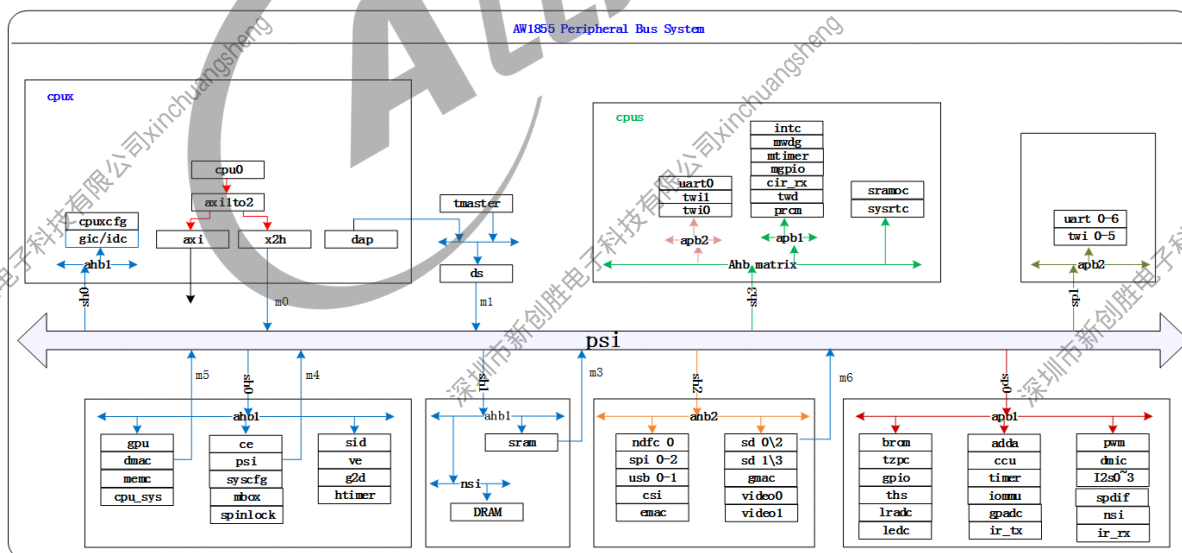 AW1855 Peripheral Bus System
cpux
cpu0
axi1to2
axi
x2h
cpuxcfg
gic/idc
ahb1
sh0
m0
dap
tmaster
ds
m1
cpus
uart0
twi1
twi0
apb2
intc
mwdg
mtimer
mgpio
cir_rx
twd
prcm
apb1
sramoc
sysrtc
Ahb matrix
sh3
uart 0-6
twi 0-5
apb2
sp1
psi
m5
sh0
m4
ahb1
gpu
dmac
memc
cpu_sys
ce
psi
syscfg
mbox
spinlock
sid
ve
g2d
htimer
sh1
m3
ahb1
sram
nsi
DRAM
sh2
m6
ahb2
ndfc 0
spi 0-2
usb 0-1
csi
emac
sd 0\2
sd 1\3
gmac
video0
video1
sp0
apb1
brom
tzpc
gpio
ths
lradc
ledc
adda
ccu
timer
iommu
gpadc
ir_tx
pwm
dmic
I2s0~3
spdif
nsi
ir_rx
深圳市新创胜电子科技有限公司xinchuangsheng
深圳市新创胜电子科技有限公司xinchuangsheng